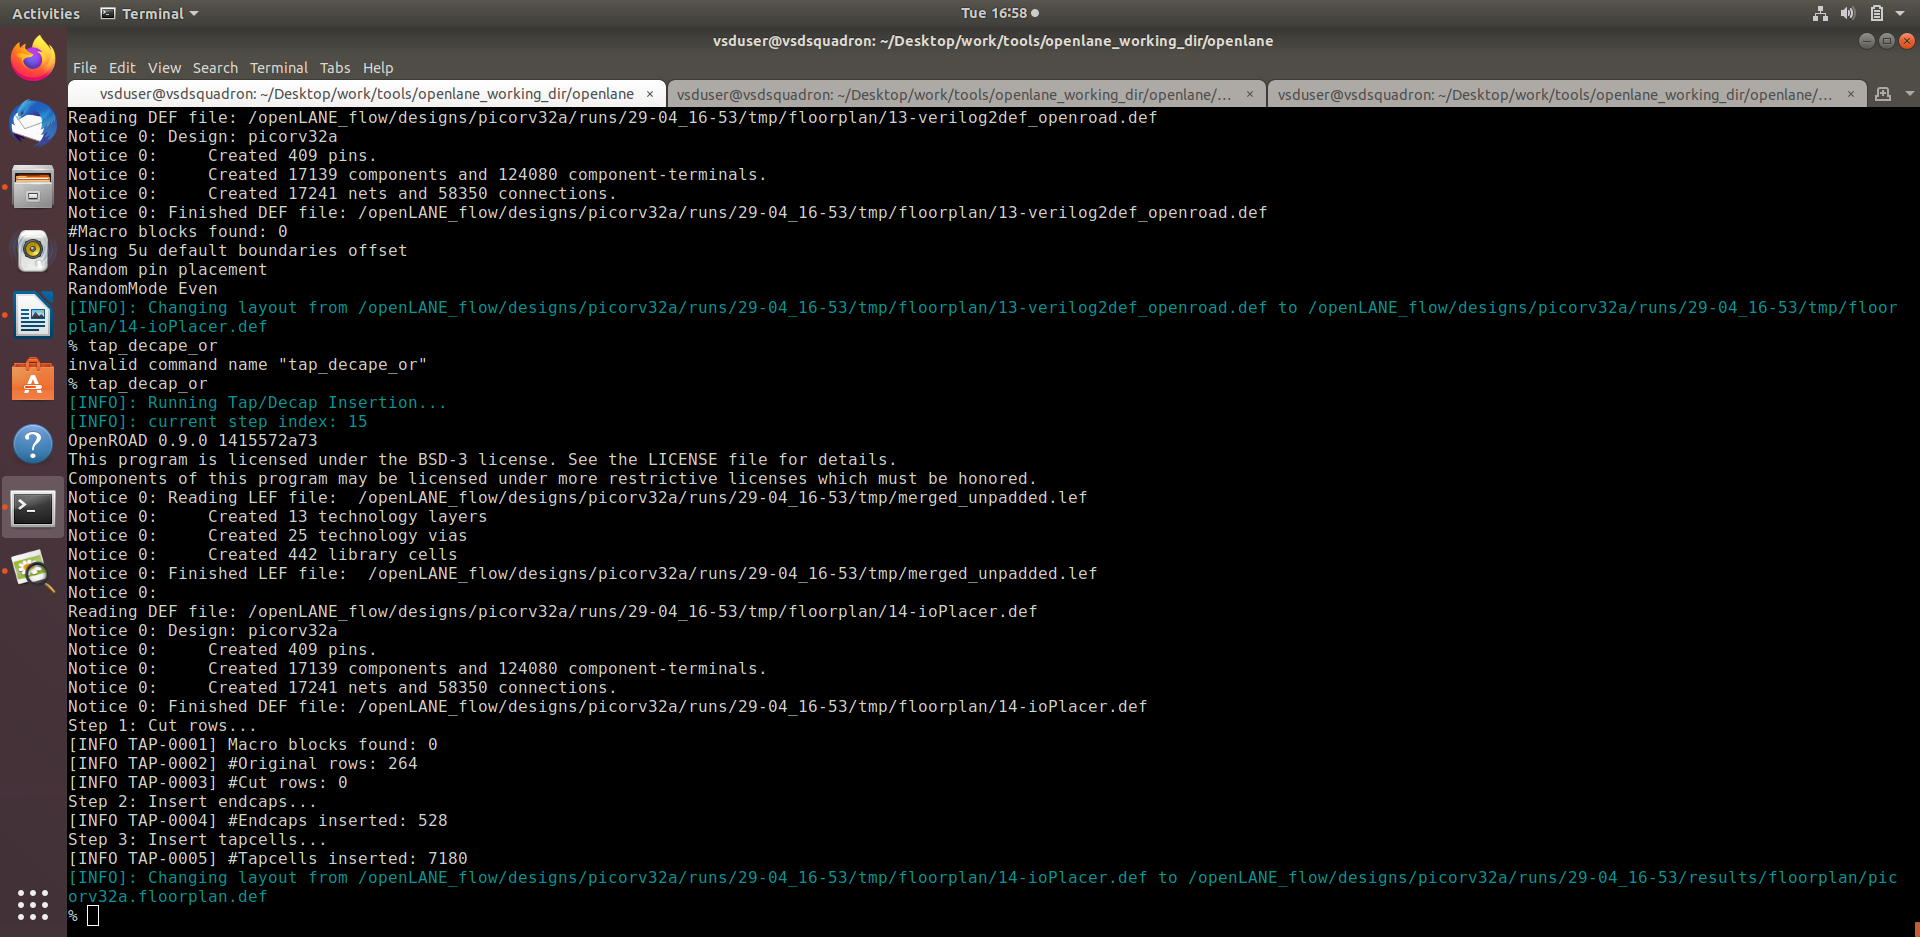 Activities
Terminal
Tue 16:58
vsduser@vsdsquadron: ~/Desktop/work/tools/openlane_working_dir/openlane
File Edit View Search Terminal Tabs Help
vsduser@vsdsquadron: ~/Desktop/work/tools/openlane_working_dir/openlane ×
vsduser@vsdsquadron: ~/Desktop/work/tools/openlane_working_dir/openlane/... ×
vsduser@vsdsquadron: ~/Desktop/work/tools/openlane_working_dir/openlane/... ×
Reading DEF file: /openLANE_flow/designs/picorv32a/runs/29-04_16-53/tmp/floorplan/13-verilog2def_openroad.def
Notice 0: Design: picorv32a
Notice 0:     Created 409 pins.
Notice 0:     Created 17139 components and 124080 component-terminals.
Notice 0:     Created 17241 nets and 58350 connections.
Notice 0: Finished DEF file: /openLANE_flow/designs/picorv32a/runs/29-04_16-53/tmp/floorplan/13-verilog2def_openroad.def
#Macro blocks found: 0
Using 5u default boundaries offset
Random pin placement
RandomMode Even
[INFO]: Changing layout from /openLANE_flow/designs/picorv32a/runs/29-04_16-53/tmp/floorplan/13-verilog2def_openroad.def to /openLANE_flow/designs/picorv32a/runs/29-04_16-53/tmp/floor
plan/14-ioPlacer.def
% tap_decape_or
invalid command name "tap_decape_or"
% tap_decap_or
[INFO]: Running Tap/Decap Insertion...
[INFO]: current step index: 15
OpenROAD 0.9.0 1415572a73
This program is licensed under the BSD-3 license. See the LICENSE file for details.
Components of this program may be licensed under more restrictive licenses which must be honored.
Notice 0: Reading LEF file:  /openLANE_flow/designs/picorv32a/runs/29-04_16-53/tmp/merged_unpadded.lef
Notice 0:     Created 13 technology layers
Notice 0:     Created 25 technology vias
Notice 0:     Created 442 library cells
Notice 0: Finished LEF file:  /openLANE_flow/designs/picorv32a/runs/29-04_16-53/tmp/merged_unpadded.lef
Notice 0:
Reading DEF file: /openLANE_flow/designs/picorv32a/runs/29-04_16-53/tmp/floorplan/14-ioPlacer.def
Notice 0: Design: picorv32a
Notice 0:     Created 409 pins.
Notice 0:     Created 17139 components and 124080 component-terminals.
Notice 0:     Created 17241 nets and 58350 connections.
Notice 0: Finished DEF file: /openLANE_flow/designs/picorv32a/runs/29-04_16-53/tmp/floorplan/14-ioPlacer.def
Step 1: Cut rows...
[INFO TAP-0001] Macro blocks found: 0
[INFO TAP-0002] #Original rows: 264
[INFO TAP-0003] #Cut rows: 0
Step 2: Insert endcaps...
[INFO TAP-0004] #Endcaps inserted: 528
Step 3: Insert tapcells...
[INFO TAP-0005] #Tapcells inserted: 7180
[INFO]: Changing layout from /openLANE_flow/designs/picorv32a/runs/29-04_16-53/tmp/floorplan/14-ioPlacer.def to /openLANE_flow/designs/picorv32a/runs/29-04_16-53/results/floorplan/pic
orv32a.floorplan.def
%